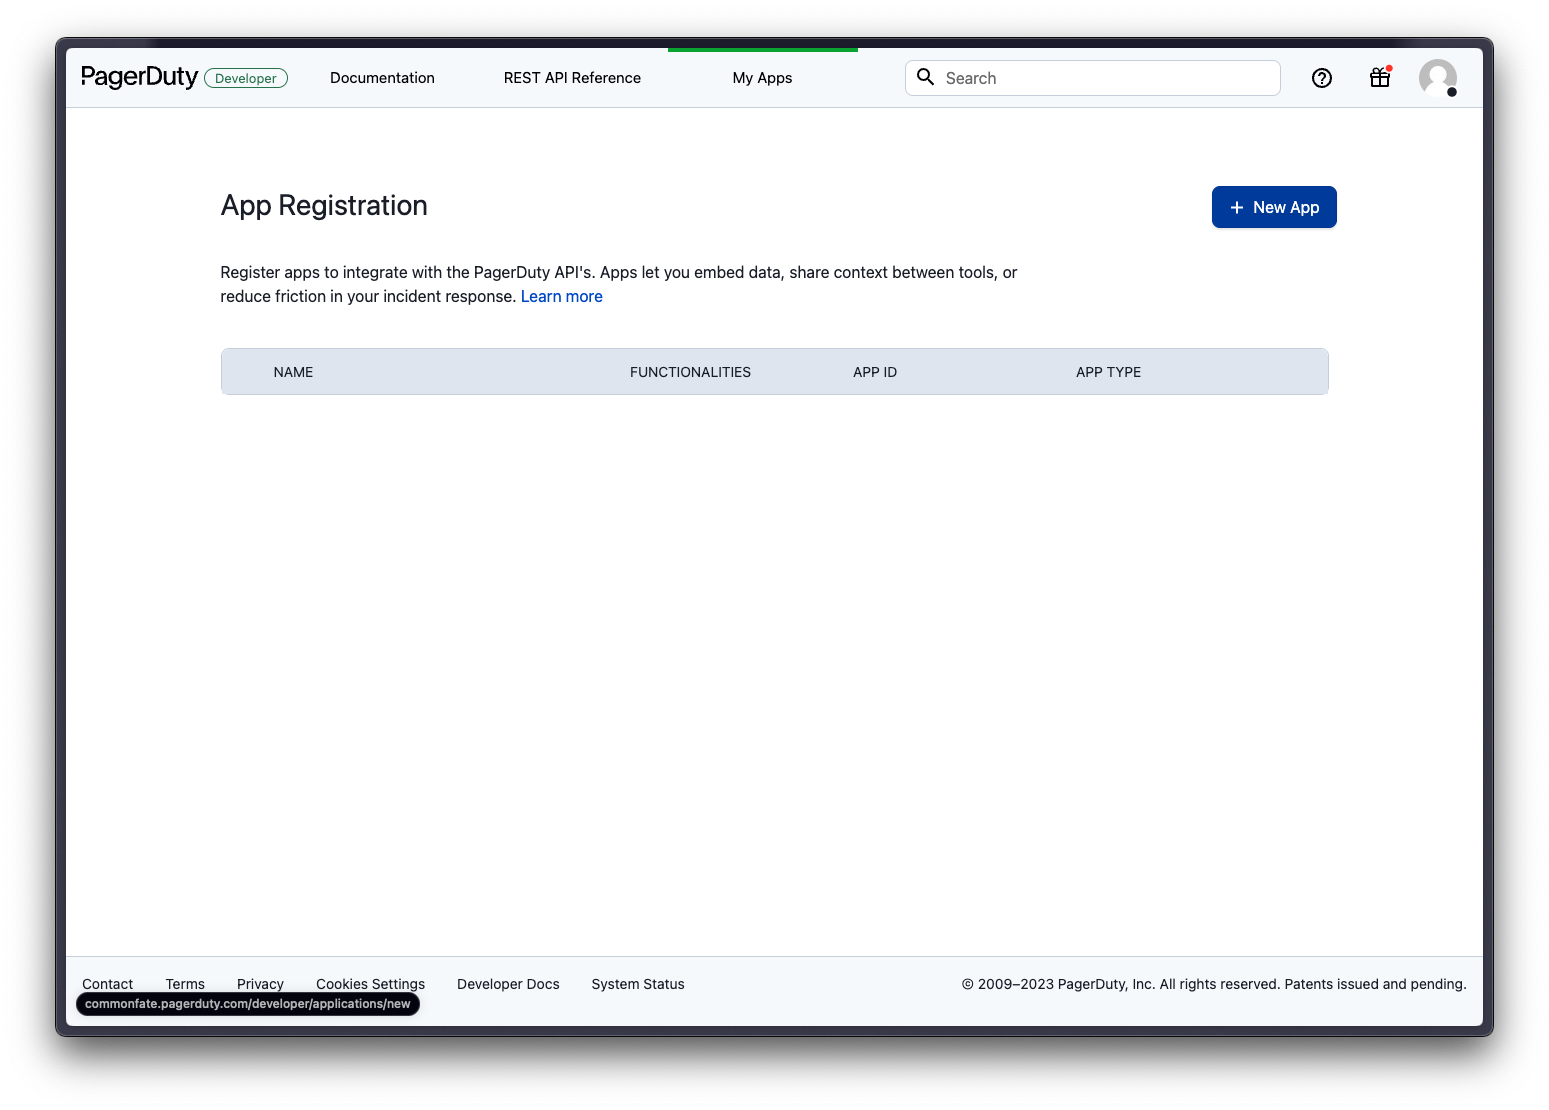 PagerDuty Developer Documentation REST API Reference My Apps Search
App Registration
+ New App
Register apps to integrate with the PagerDuty API's. Apps let you embed data, share context between tools, or
reduce friction in your incident response. Learn more
NAME FUNCTIONALITIES APP ID APP TYPE
Contact Terms Privacy Cookies Settings Developer Docs System Status © 2009–2023 PagerDuty, Inc. All rights reserved. Patents issued and pending.
commonfate.pagerduty.com/developer/applications/new